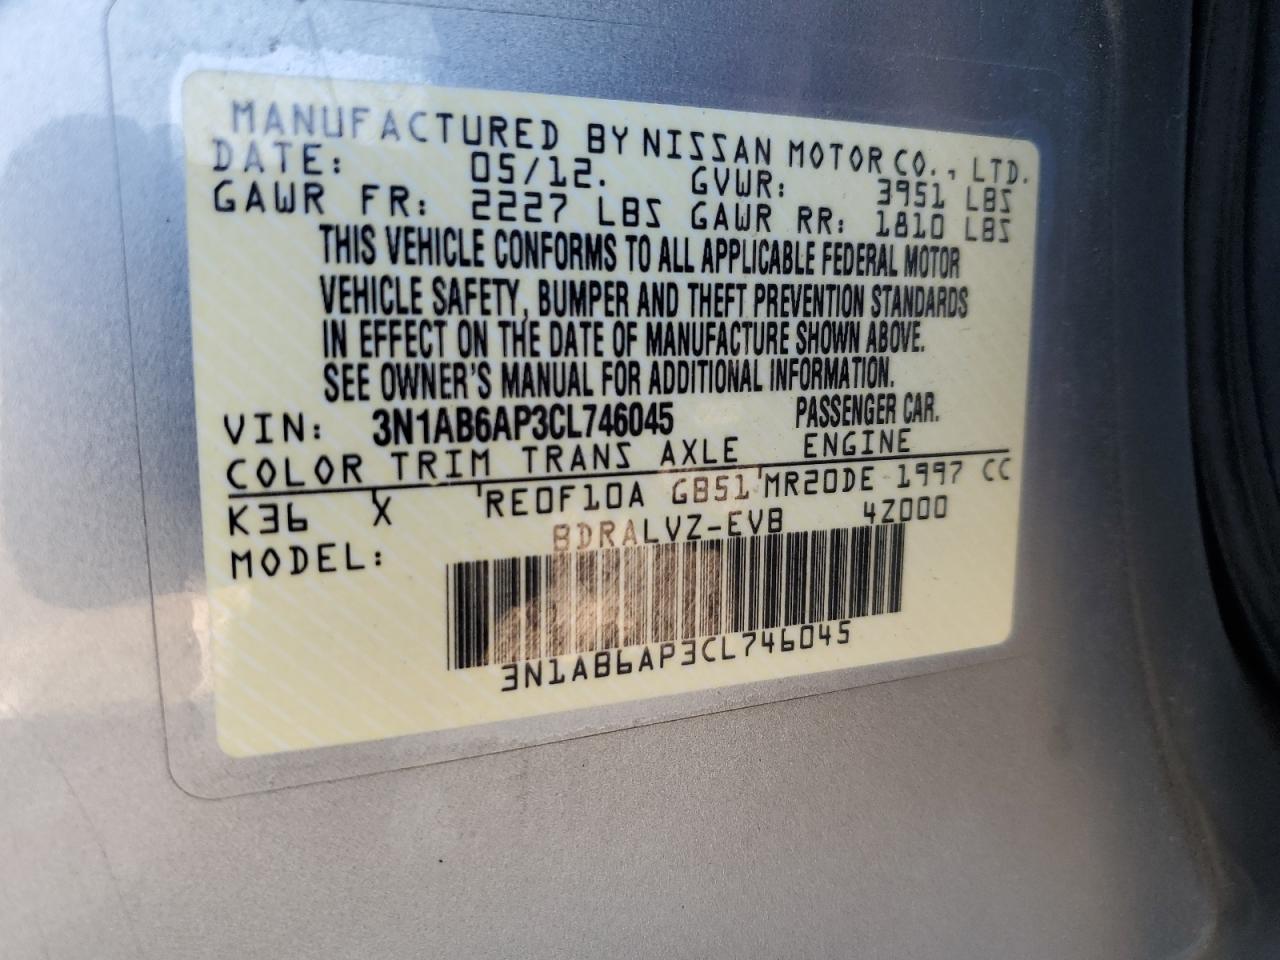 MANUFACTURED BY NISSAN MOTOR CO., LTD.
DATE: 05/12. GVWR: 3951 LBS
GAWR FR: 2227 LBS GAWR RR: 1810 LBS
THIS VEHICLE CONFORMS TO ALL APPLICABLE FEDERAL MOTOR
VEHICLE SAFETY, BUMPER AND THEFT PREVENTION STANDARDS
IN EFFECT ON THE DATE OF MANUFACTURE SHOWN ABOVE.
SEE OWNER'S MANUAL FOR ADDITIONAL INFORMATION.
VIN: 3N1AB6AP3CL746045 PASSENGER CAR.
COLOR TRIM TRANS AXLE ENGINE
K36 X RE0F10A GB51 MR20DE 1997 CC
MODEL: BDRALVZ-EVB 4Z000
3N1AB6AP3CL746045